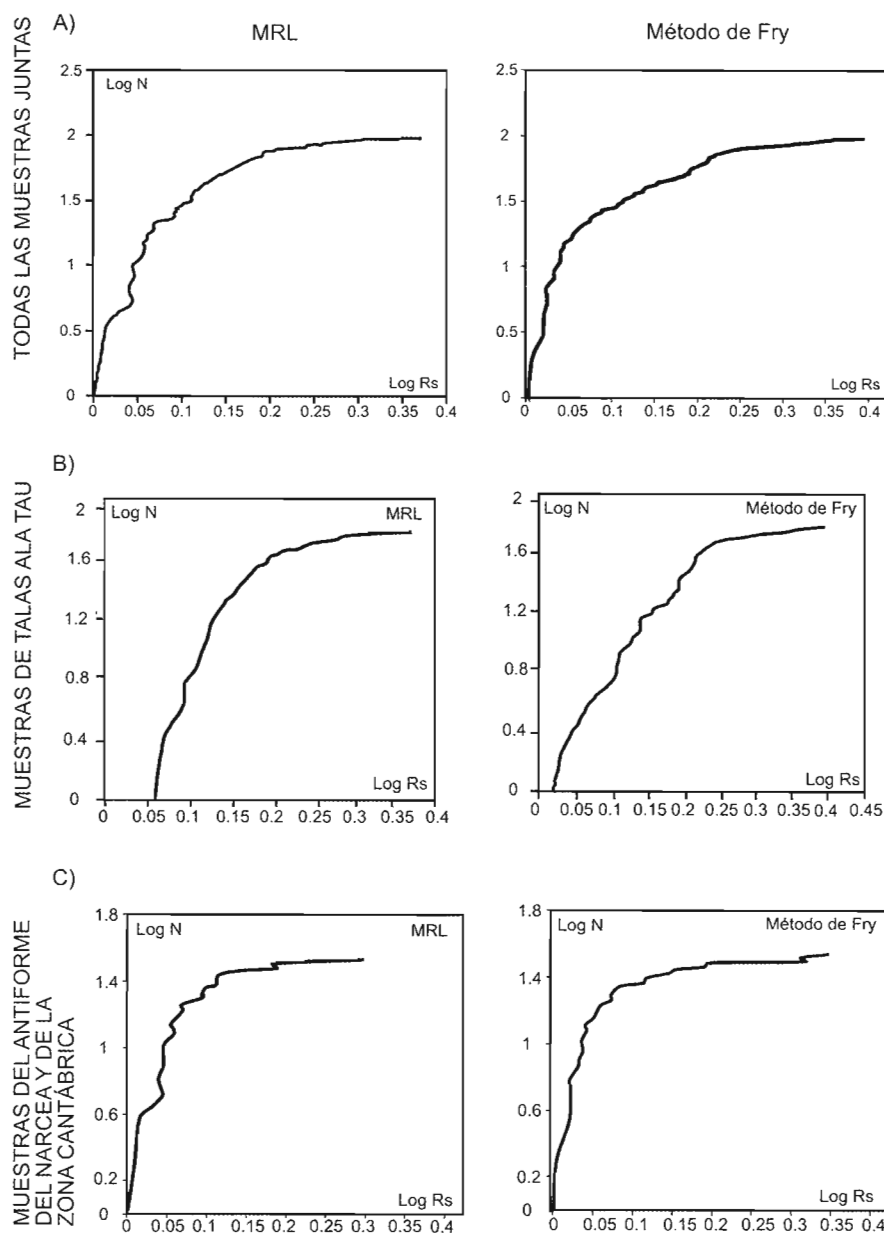 A)
MRL
Método de Fry
TODAS LAS MUESTRAS JUNTAS
2.5
2
1.5
1
0.5
0
Log N
Log Rs
0 0.05 0.1 0.15 0.2 0.25 0.3 0.35 0.4
2.5
2
1.5
1
0.5
0
Log N
Log Rs
0 0.05 0.1 0.15 0.2 0.25 0.3 0.35 0.4
B)
MUESTRAS DE TALAS ALA TAU
2
1.6
1.2
0.8
0.4
0
Log N
MRL
Log Rs
0 0.05 0.1 0.15 0.2 0.25 0.3 0.35 0.4
2
1.6
1.2
0.8
0.4
0
Log N
Método de Fry
Log Rs
0 0.05 0.1 0.15 0.2 0.25 0.3 0.35 0.4 0.45
C)
MUESTRAS DEL ANTIFORME
DEL NARCEA Y DE LA
ZONA CANTÁBRICA
1.8
1.4
1
0.6
0.2
0
Log N
MRL
Log Rs
0 0.05 0.1 0.15 0.2 0.25 0.3 0.35 0.4
1.8
1.4
1
0.6
0.2
0
Log N
Método de Fry
Log Rs
0 0.05 0.1 0.15 0.2 0.25 0.3 0.35 0.4